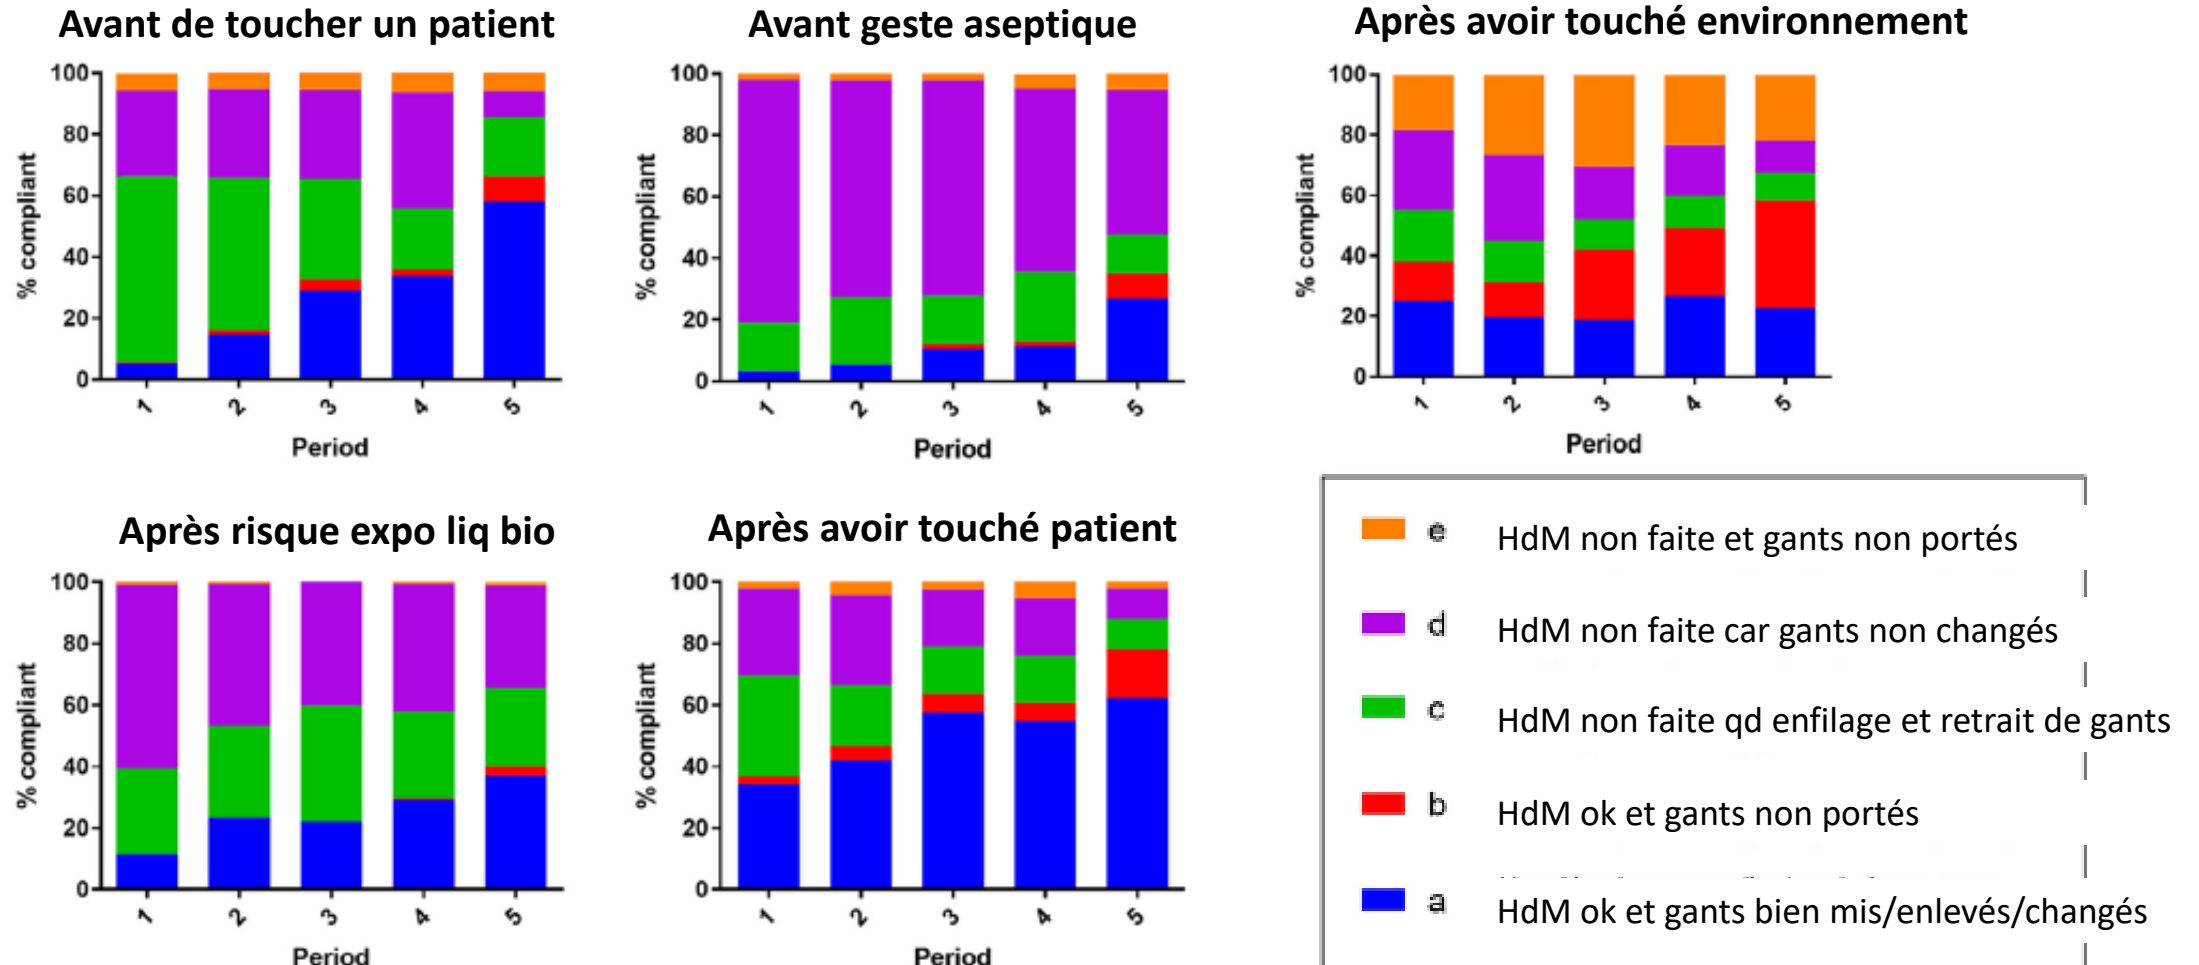 Avant de toucher un patient
100
80
60
40
20
0
% compliant
1 2 3 4 5
Period
Avant geste aseptique
100
80
60
40
20
0
% compliant
1 2 3 4 5
Period
Après avoir touché environnement
100
80
60
40
20
0
% compliant
1 2 3 4 5
Period
Après risque expo liq bio
100
80
60
40
20
0
% compliant
1 2 3 4 5
Period
Après avoir touché patient
100
80
60
40
20
0
% compliant
1 2 3 4 5
Period
e HdM non faite et gants non portés
d HdM non faite car gants non changés
c HdM non faite qd enfilage et retrait de gants
b HdM ok et gants non portés
a HdM ok et gants bien mis/enlevés/changés